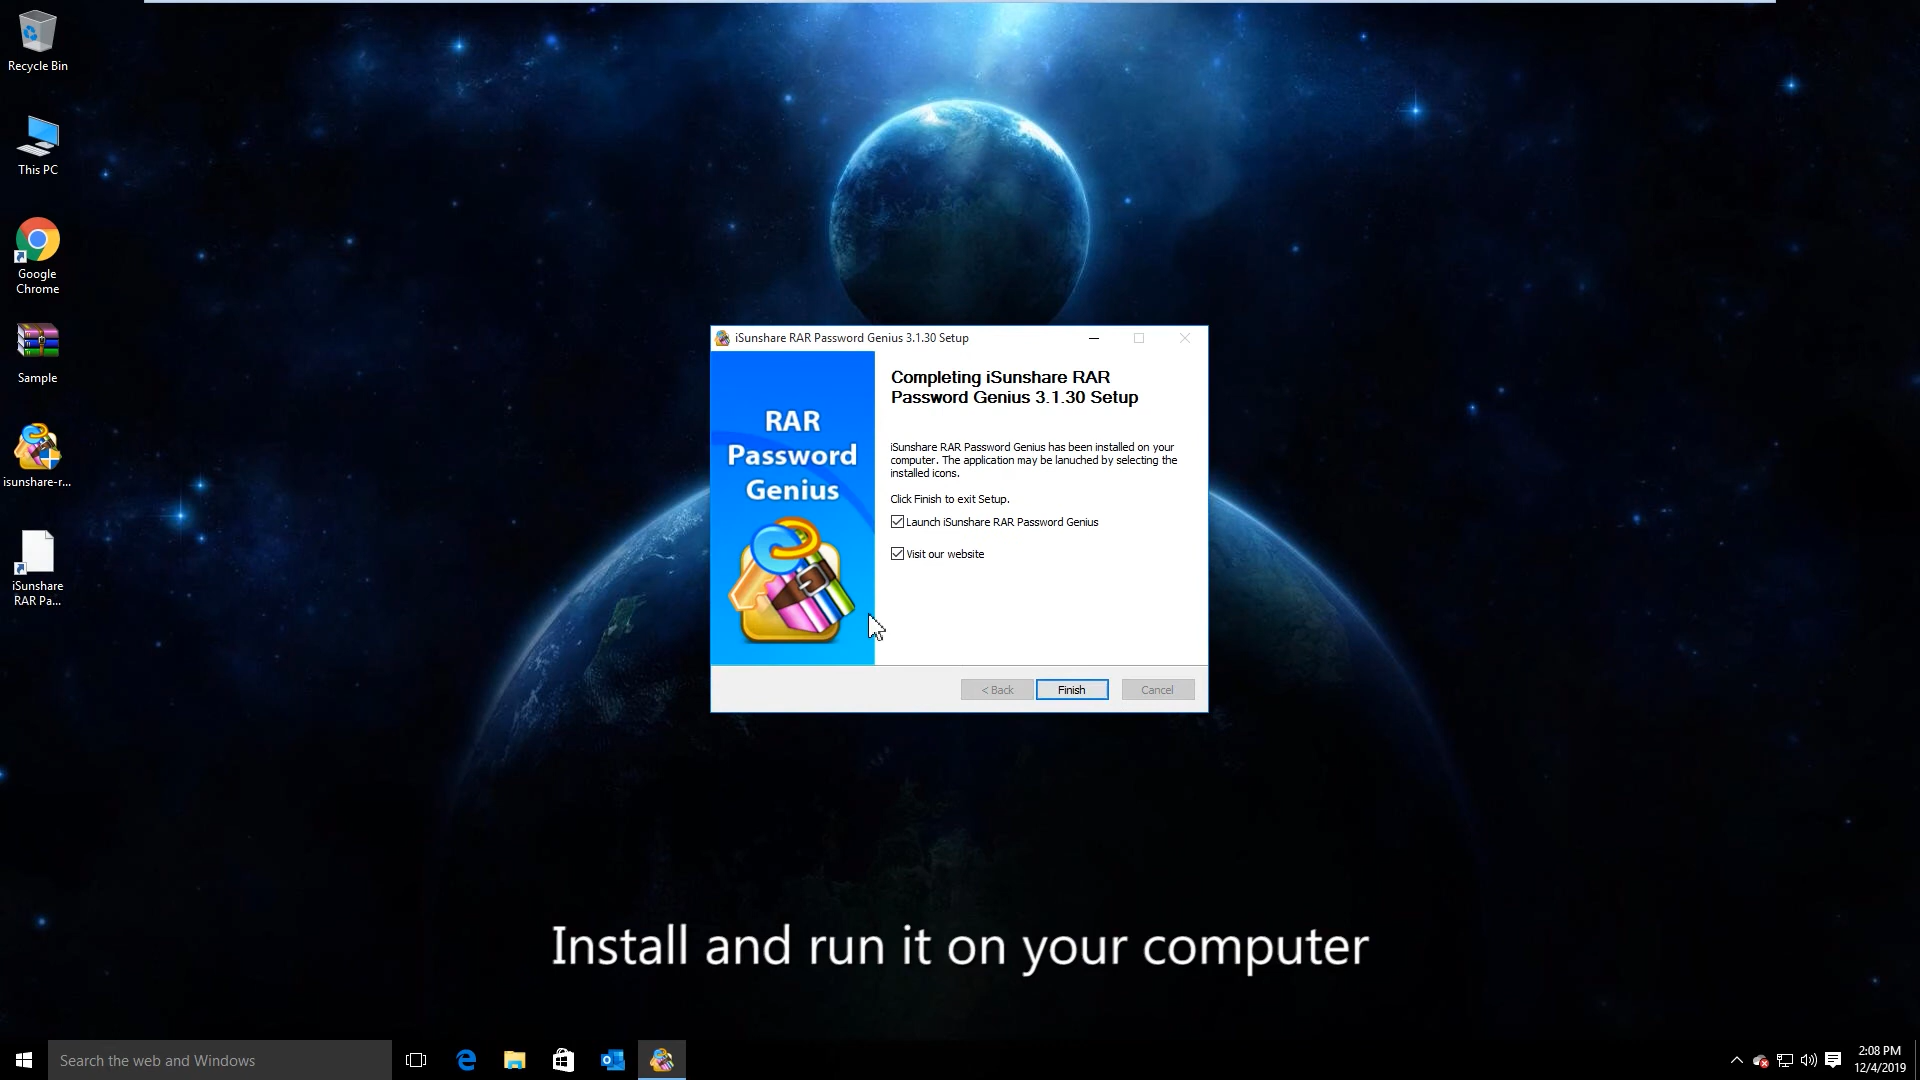 Recycle Bin
This PC
Google
Chrome
Sample
isunshare-r...
iSunshare
RAR Pa...
iSunshare RAR Password Genius 3.1.30 Setup
RAR
Password
Genius
Completing iSunshare RAR
Password Genius 3.1.30 Setup
iSunshare RAR Password Genius has been installed on your
computer. The application may be lanuched by selecting the
installed icons.
Click Finish to exit Setup.
Launch iSunshare RAR Password Genius
Visit our website
< Back
Finish
Cancel
Install and run it on your computer
Search the web and Windows
2:08 PM
12/4/2019